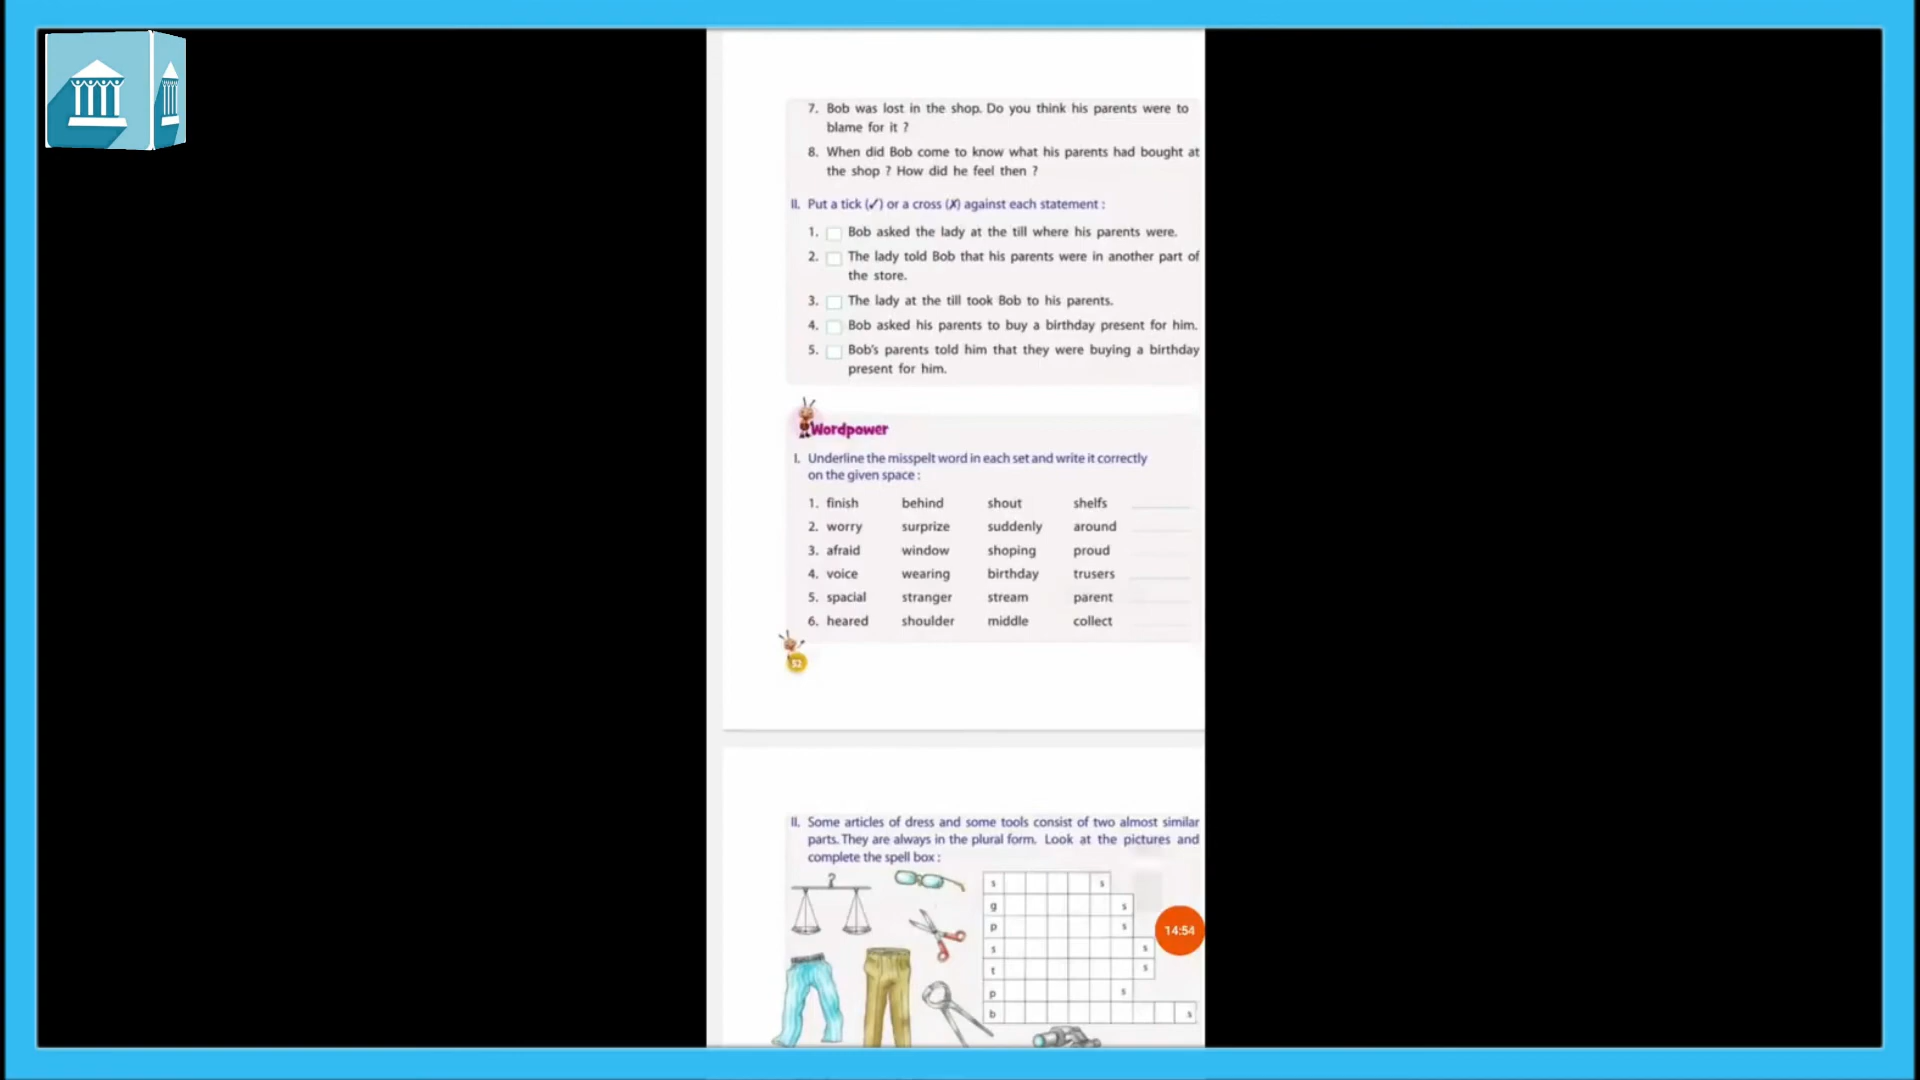 7. Bob was lost in the shop. Do you think his parents were to
blame for it ?
8. When did Bob come to know what his parents had bought at
the shop ? How did he feel then ?
II. Put a tick (✓) or a cross (✗) against each statement :
1. Bob asked the lady at the till where his parents were.
2. The lady told Bob that his parents were in another part of
the store.
3. The lady at the till took Bob to his parents.
4. Bob asked his parents to buy a birthday present for him.
5. Bob's parents told him that they were buying a birthday
present for him.
Wordpower
I. Underline the misspelt word in each set and write it correctly
on the given space :
1. finish behind shout shelfs
2. worry surprize suddenly around
3. afraid window shoping proud
4. voice wearing birthday trusers
5. spacial stranger stream parent
6. heared shoulder middle collect
52
II. Some articles of dress and some tools consist of two almost similar
parts. They are always in the plural form. Look at the pictures and
complete the spell box :
s s
g s
p s
s s
t s
p s
b s
14:54